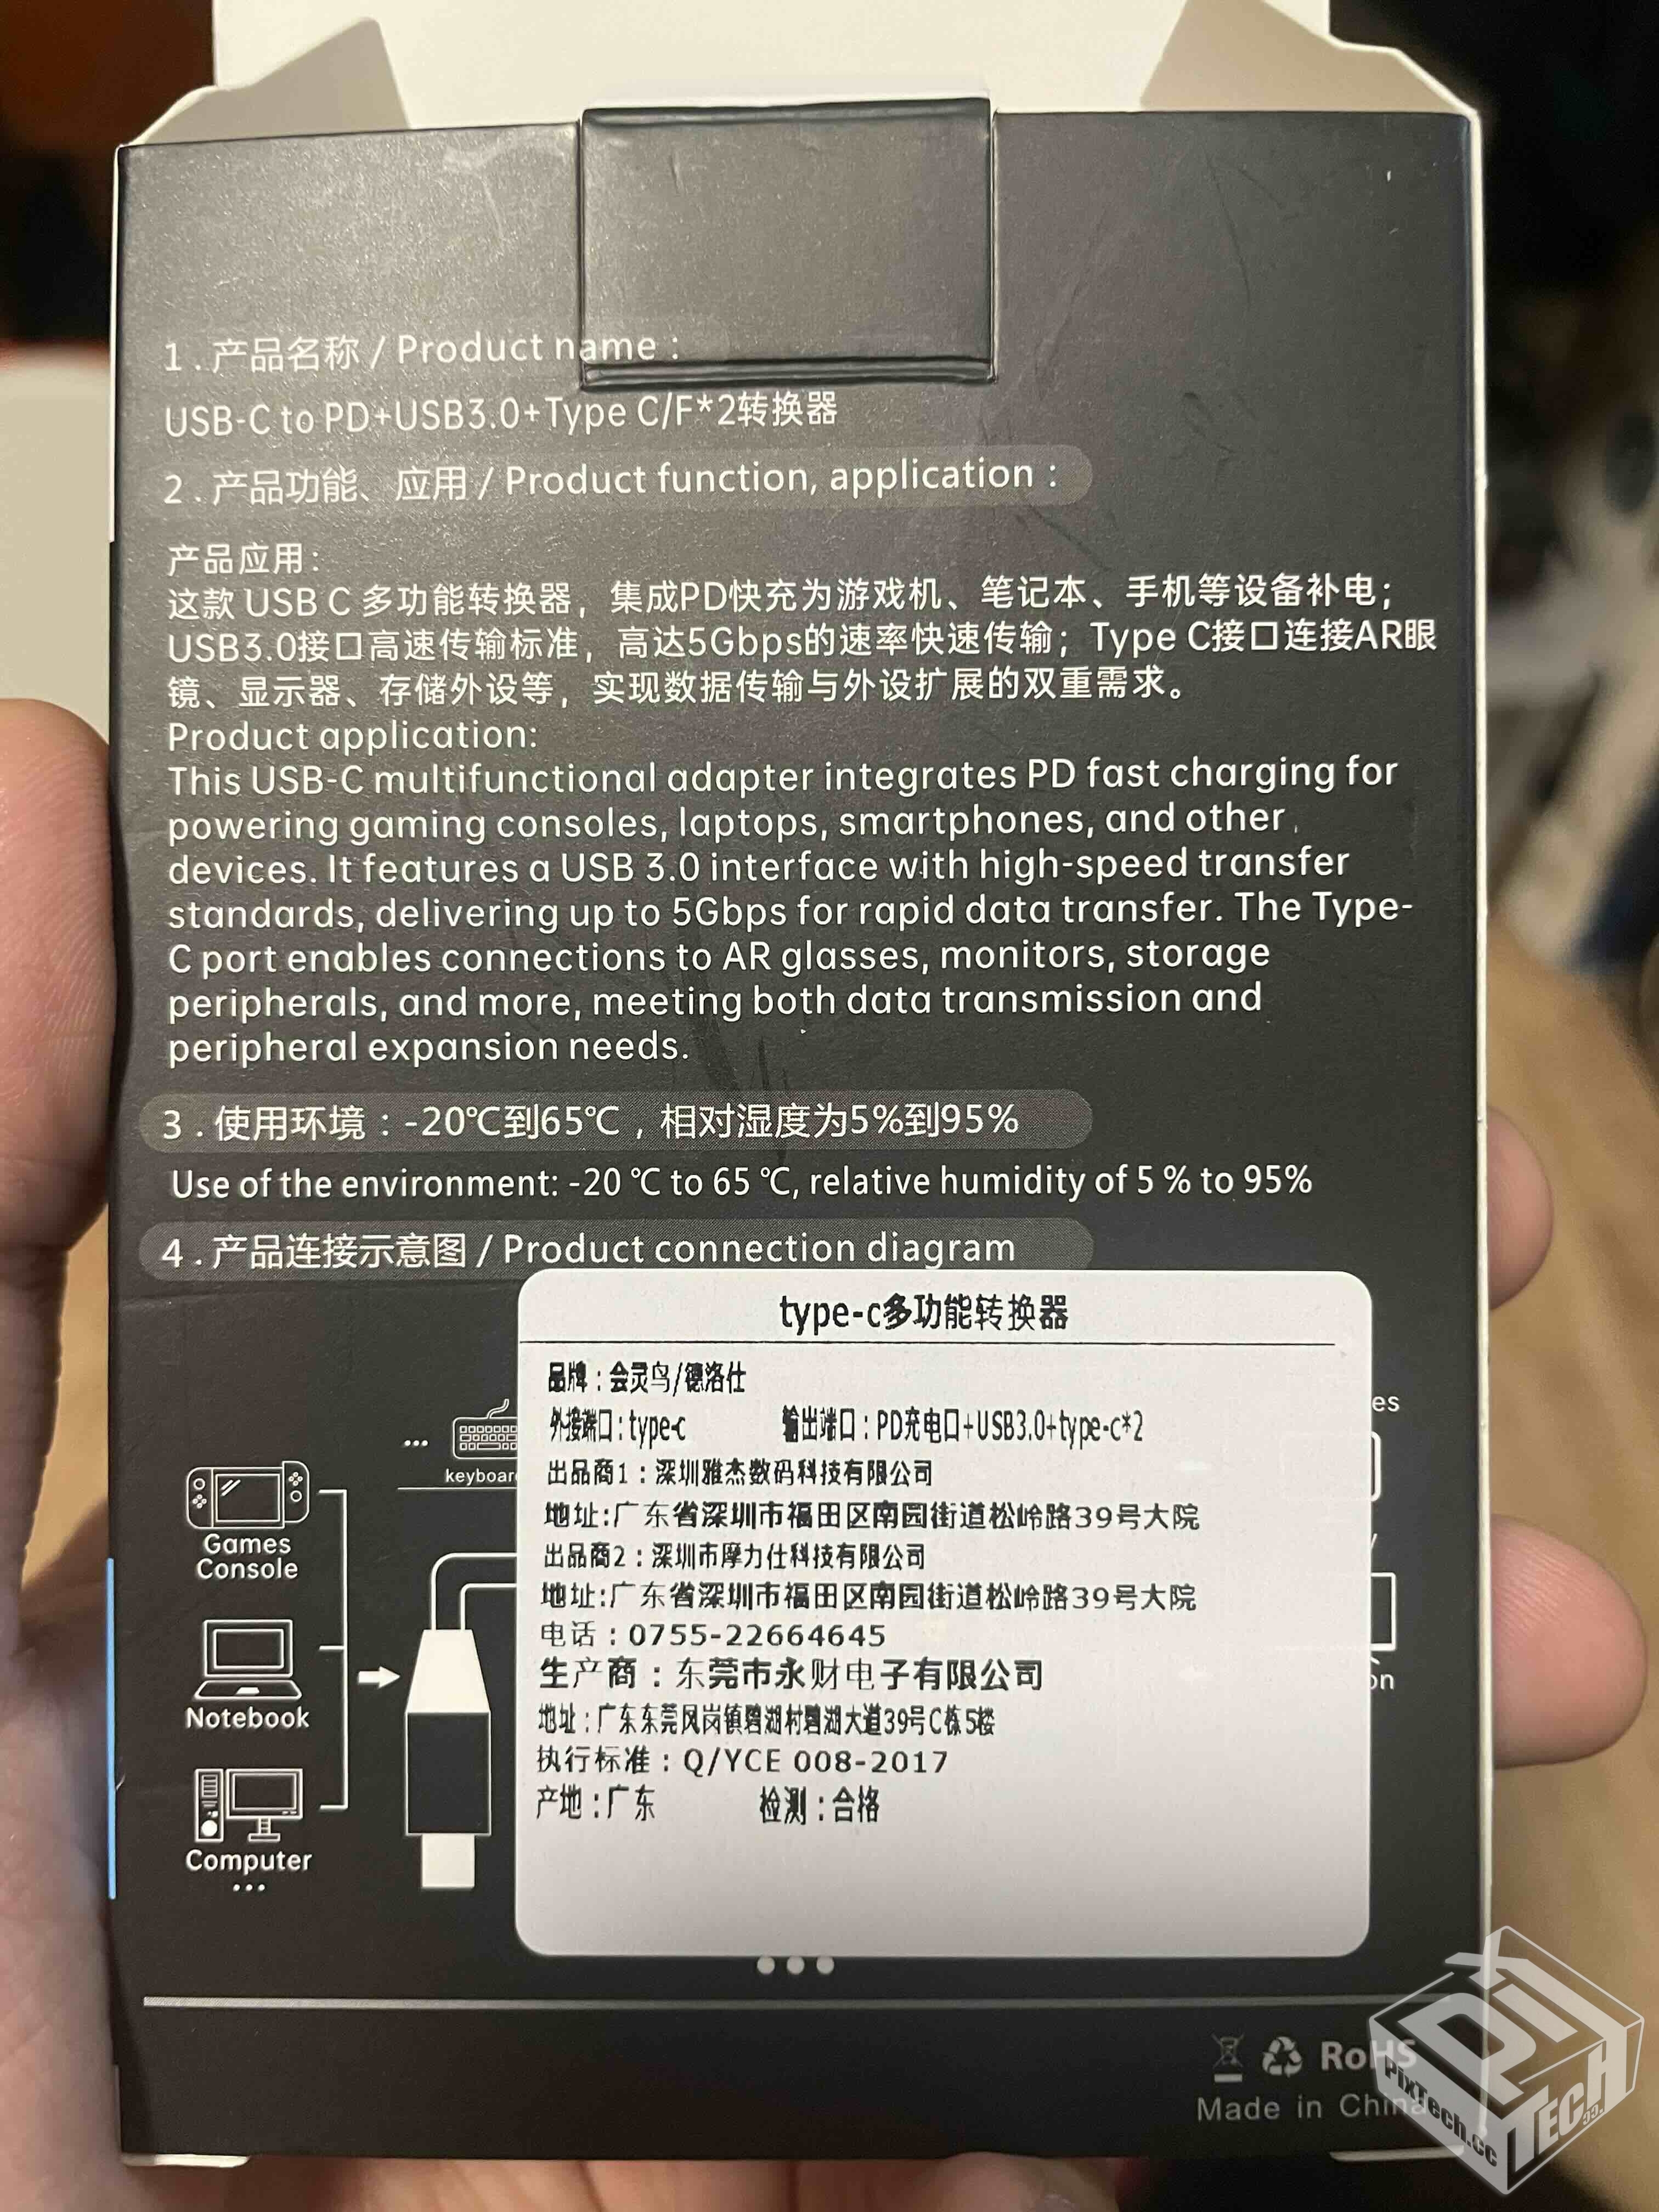 1.产品名称 / Product name：
USB-C to PD+USB3.0+Type C/F*2转换器
2.产品功能、应用 / Product function, application：
产品应用：
这款 USB C 多功能转换器，集成PD快充为游戏机、笔记本、手机等设备补电；
USB3.0接口高速传输标准，高达5Gbps的速率快速传输；Type C接口连接AR眼
镜、显示器、存储外设等，实现数据传输与外设扩展的双重需求。
Product application:
This USB-C multifunctional adapter integrates PD fast charging for
powering gaming consoles, laptops, smartphones, and other
devices. It features a USB 3.0 interface with high-speed transfer
standards, delivering up to 5Gbps for rapid data transfer. The Type-
C port enables connections to AR glasses, monitors, storage
peripherals, and more, meeting both data transmission and
peripheral expansion needs.
3.使用环境：-20℃到65℃，相对湿度为5%到95%
Use of the environment: -20 ℃ to 65 ℃, relative humidity of 5 % to 95%
4.产品连接示意图 / Product connection diagram
type-c多功能转换器
品牌：会灵鸟/德洛仕
外接端口：type-c 输出端口：PD充电口+USB3.0+type-c*2
出品商1：深圳雅杰数码科技有限公司
地址:广东省深圳市福田区南园街道松岭路39号大院
出品商2：深圳市摩力仕科技有限公司
地址:广东省深圳市福田区南园街道松岭路39号大院
电话：0755-22664645
生产商：东莞市永财电子有限公司
地址：广东东莞凤岗镇碧湖村碧湖大道39号C栋5楼
执行标准：Q/YCE 008-2017
产地：广东 检测：合格
keyboar
Games
Console
Notebook
Computer
es
on
RoHS
Made in China
PixTech.cc
PIX
TECH
.cc